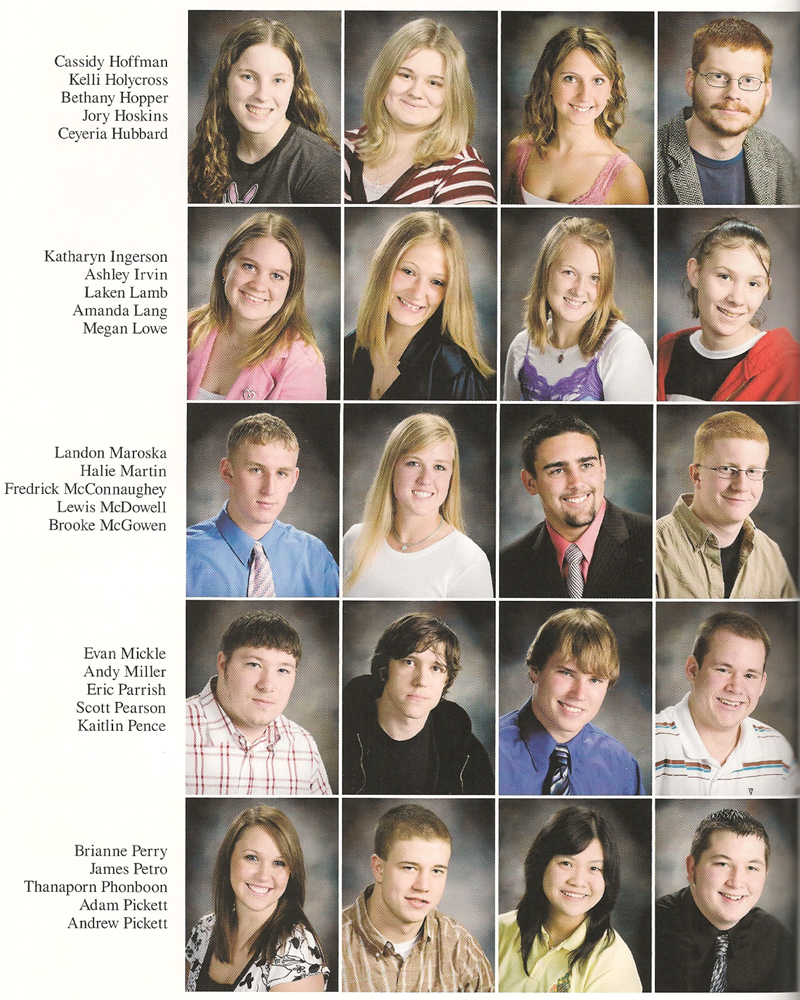 Cassidy Hoffman
Kelli Holycross
Bethany Hopper
Jory Hoskins
Ceyeria Hubbard
Katharyn Ingerson
Ashley Irvin
Laken Lamb
Amanda Lang
Megan Lowe
Landon Maroska
Halie Martin
Fredrick McConnaughey
Lewis McDowell
Brooke McGowen
Evan Mickle
Andy Miller
Eric Parrish
Scott Pearson
Kaitlin Pence
Brianne Perry
James Petro
Thanaporn Phonboon
Adam Pickett
Andrew Pickett